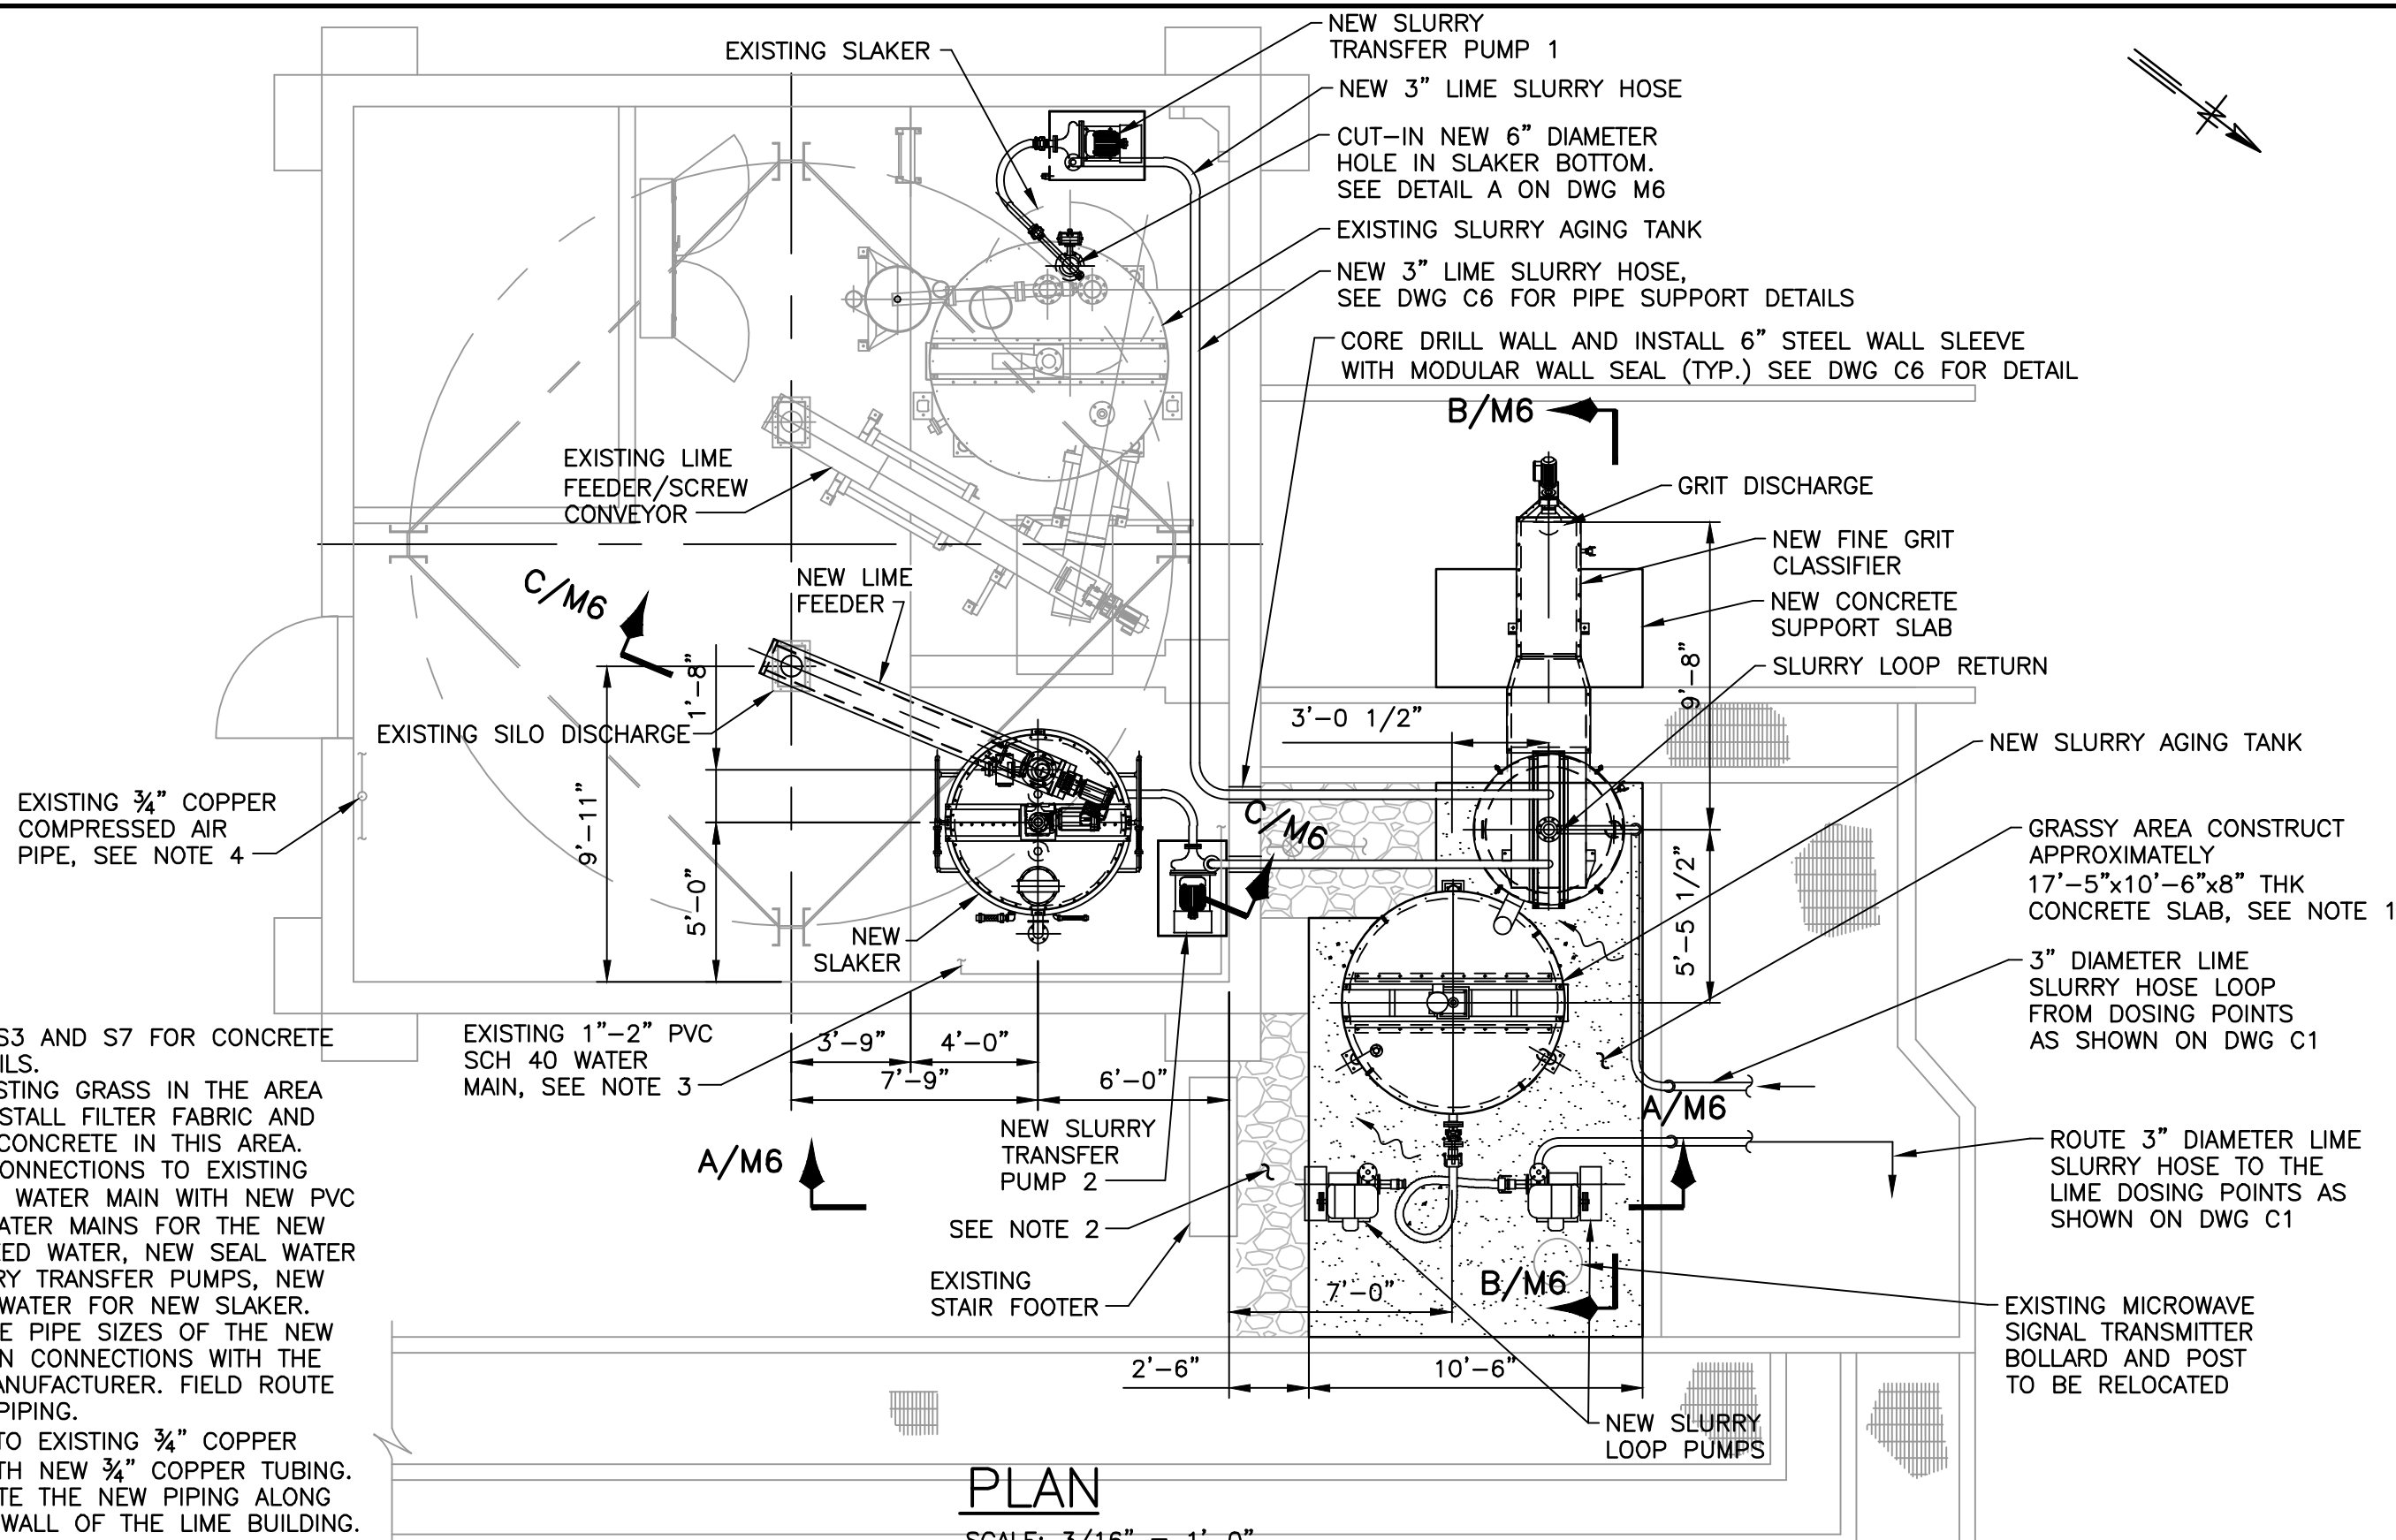 NEW SLURRY
TRANSFER PUMP 1
EXISTING SLAKER
NEW 3” LIME SLURRY HOSE
CUT–IN NEW 6” DIAMETER
HOLE IN SLAKER BOTTOM.
SEE DETAIL A ON DWG M6
EXISTING SLURRY AGING TANK
NEW 3” LIME SLURRY HOSE,
SEE DWG C6 FOR PIPE SUPPORT DETAILS
CORE DRILL WALL AND INSTALL 6” STEEL WALL SLEEVE
WITH MODULAR WALL SEAL (TYP.) SEE DWG C6 FOR DETAIL
B/M6
EXISTING LIME
FEEDER/SCREW
CONVEYOR
GRIT DISCHARGE
NEW FINE GRIT
CLASSIFIER
C/M6
NEW LIME
FEEDER
NEW CONCRETE
SUPPORT SLAB
1’–8”
9’–8”
SLURRY LOOP RETURN
EXISTING SILO DISCHARGE
3’–0 1/2”
NEW SLURRY AGING TANK
EXISTING ¾” COPPER
COMPRESSED AIR
PIPE, SEE NOTE 4
9’–11”
5’–0”
C/M6
5’–5 1/2”
GRASSY AREA CONSTRUCT
APPROXIMATELY
17’–5”x10’–6”x8” THK
CONCRETE SLAB, SEE NOTE 1
NEW
SLAKER
3” DIAMETER LIME
SLURRY HOSE LOOP
FROM DOSING POINTS
AS SHOWN ON DWG C1
EXISTING 1”–2” PVC
SCH 40 WATER
MAIN, SEE NOTE 3
3’–9”
4’–0”
7’–9”
6’–0”
A/M6
NEW SLURRY
TRANSFER
PUMP 2
A/M6
ROUTE 3” DIAMETER LIME
SLURRY HOSE TO THE
LIME DOSING POINTS AS
SHOWN ON DWG C1
SEE NOTE 2
EXISTING
STAIR FOOTER
7’–0”
B/M6
EXISTING MICROWAVE
SIGNAL TRANSMITTER
BOLLARD AND POST
TO BE RELOCATED
2’–6”
10’–6”
NEW SLURRY
LOOP PUMPS
S3 AND S7 FOR CONCRETE
ILS.
STING GRASS IN THE AREA
STALL FILTER FABRIC AND
CONCRETE IN THIS AREA.
ONNECTIONS TO EXISTING
WATER MAIN WITH NEW PVC
ATER MAINS FOR THE NEW
EED WATER, NEW SEAL WATER
RY TRANSFER PUMPS, NEW
WATER FOR NEW SLAKER.
E PIPE SIZES OF THE NEW
N CONNECTIONS WITH THE
ANUFACTURER. FIELD ROUTE
PIPING.
TO EXISTING ¾” COPPER
TH NEW ¾” COPPER TUBING.
TE THE NEW PIPING ALONG
WALL OF THE LIME BUILDING.
PLAN
SCALE: 3/16” = 1’–0”